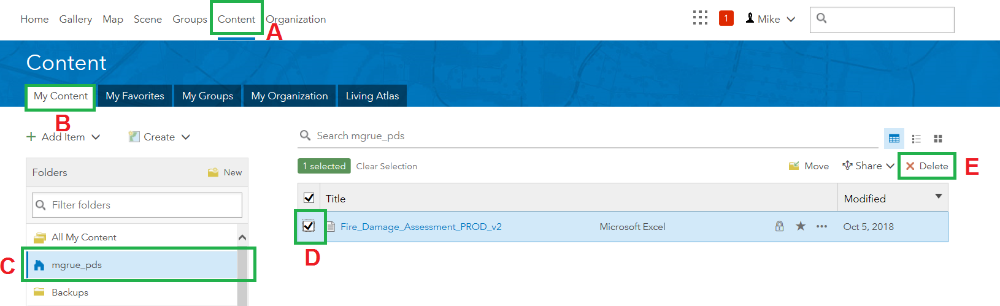 Home Gallery Map Scene Groups Content Organization 1 Mike
A
Content
My Content My Favorites My Groups My Organization Living Atlas
B
Add Item Create Search mgrue_pds
1 selected Clear Selection Move Share Delete E
Folders New
Title Modified
Filter folders
Fire_Damage_Assessment_PROD_v2 Microsoft Excel Oct 5, 2018
All My Content
D
C mgrue_pds
Backups